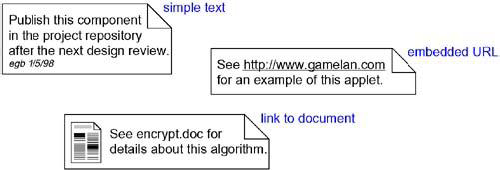 simple text
Publish this component
in the project repository
after the next design review.
egb 1/5/98
embedded URL
See http://www.gamelan.com
for an example of this applet.
link to document
See encrypt.doc for
details about this algorithm.